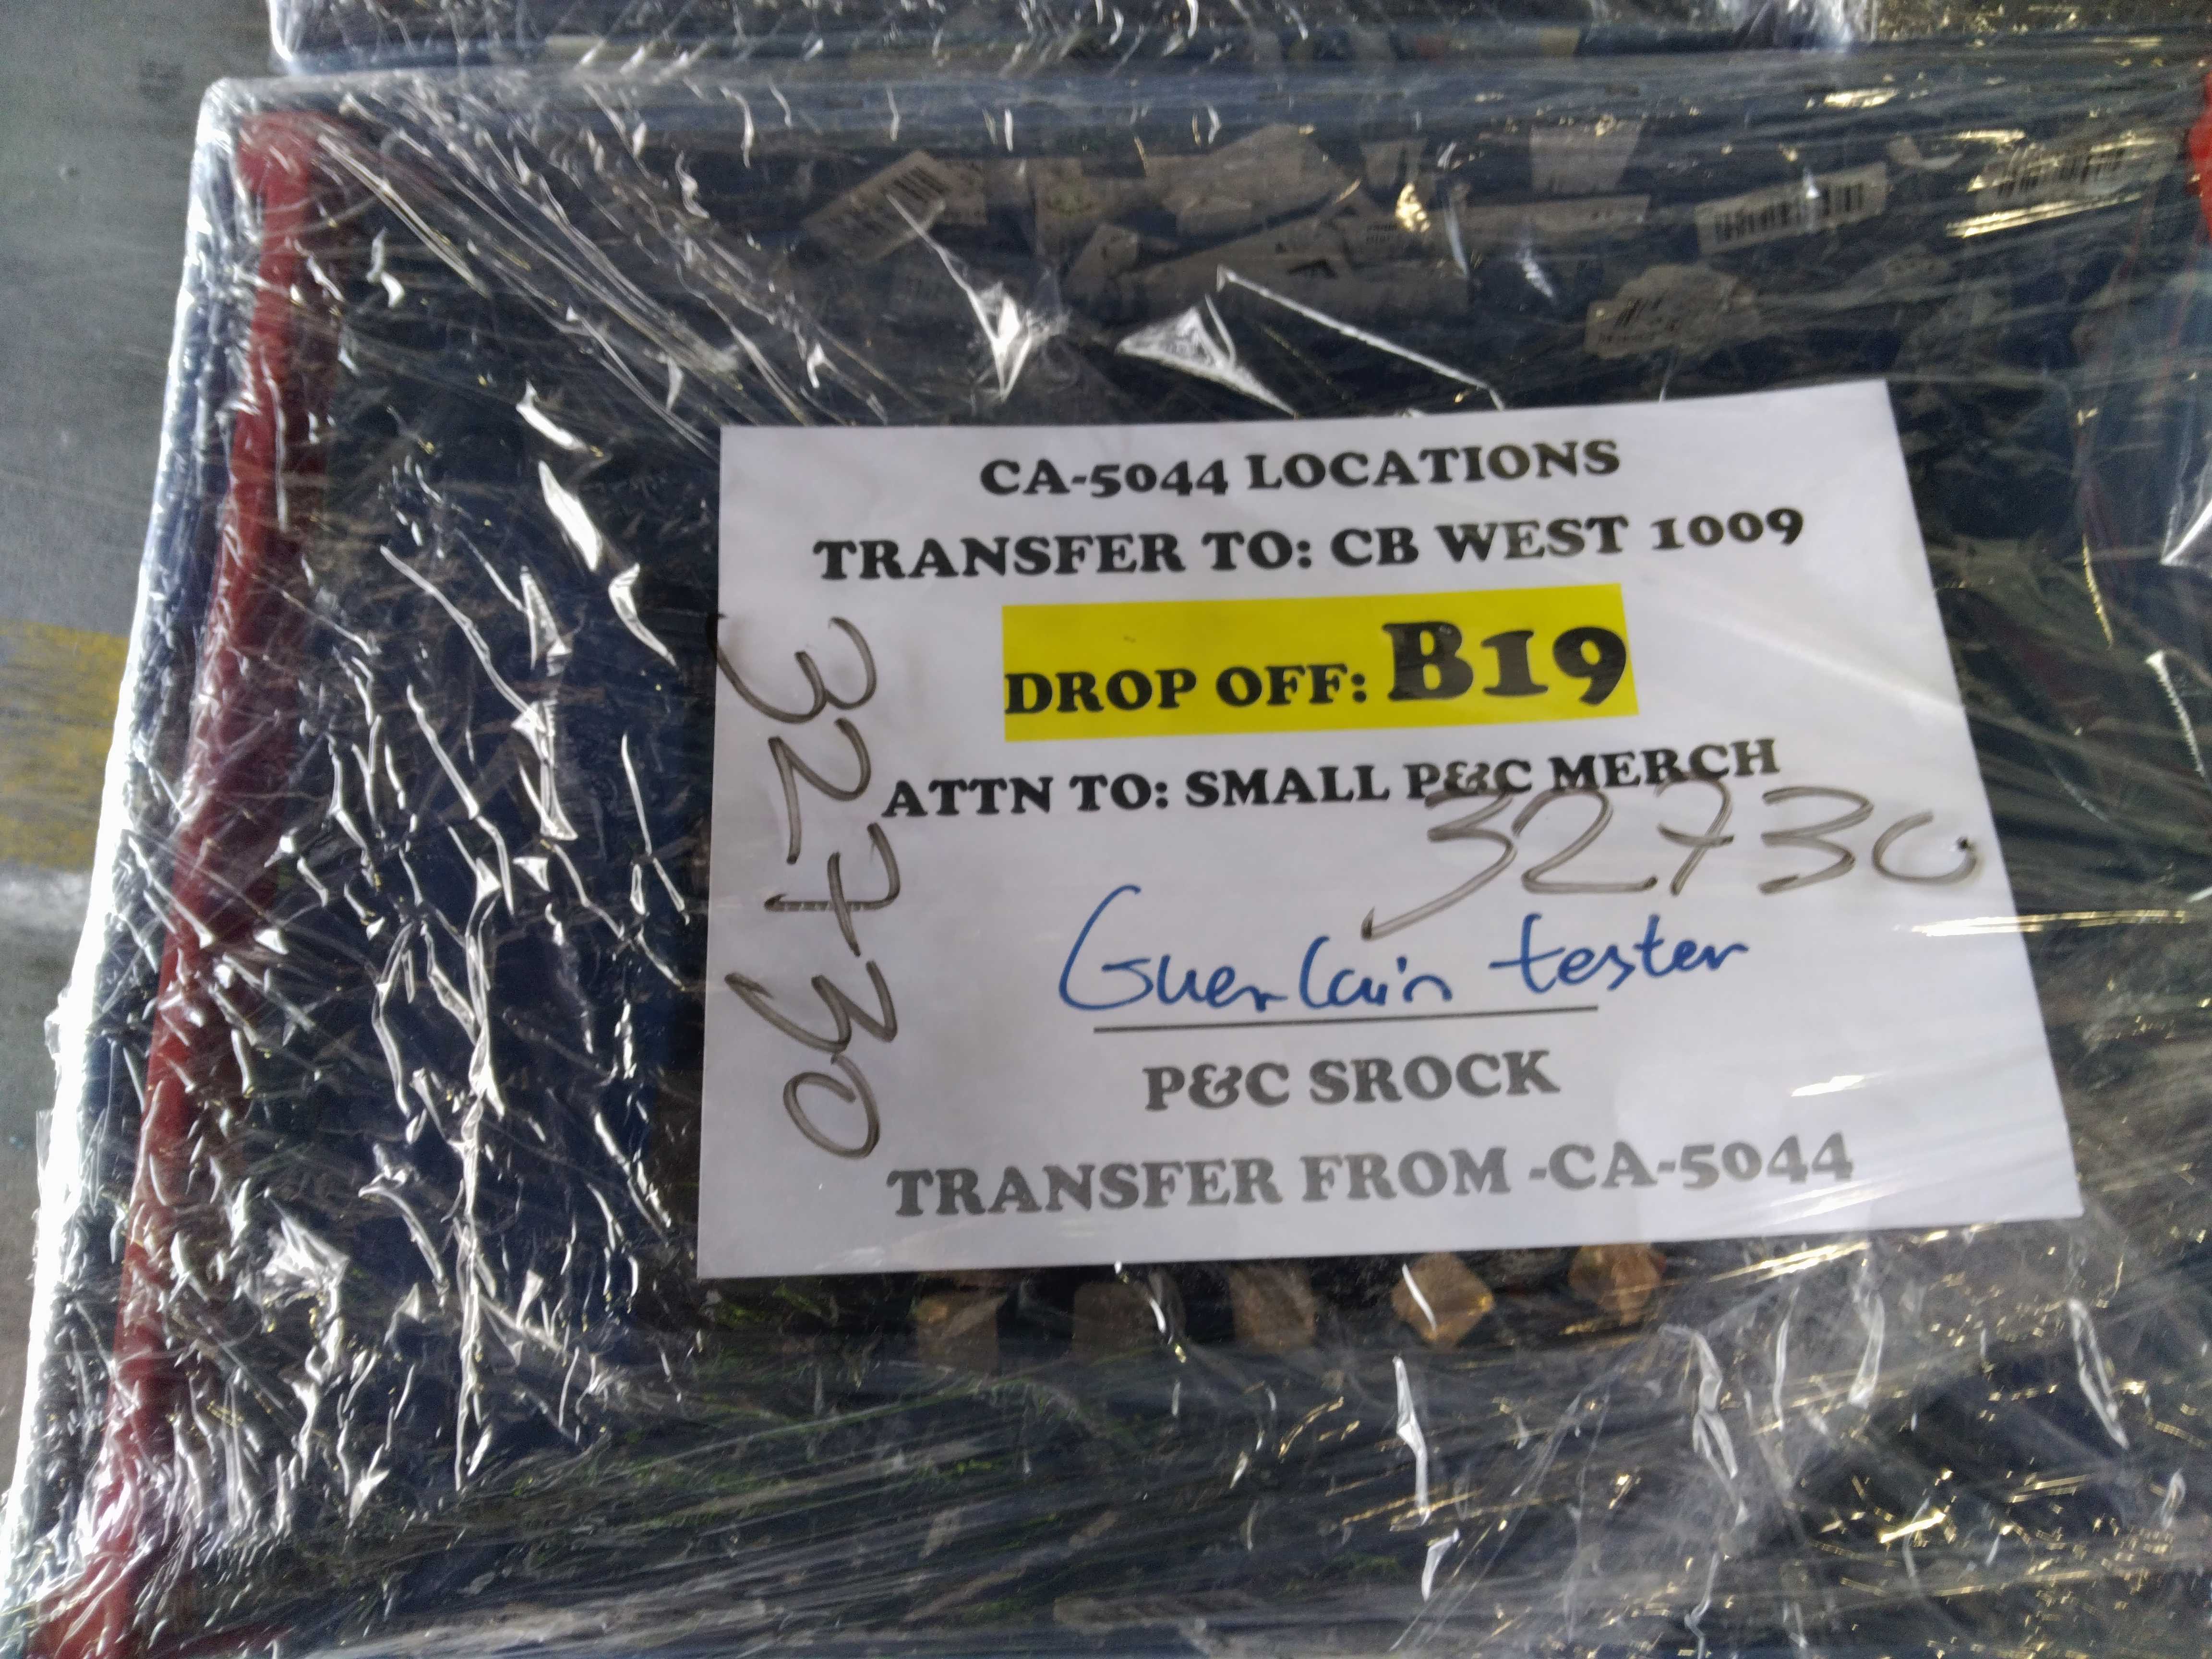 CA-5044 LOCATIONS
TRANSFER TO: CB WEST 1009
DROP OFF: B19
ATTN TO: SMALL P&C MERCH
32730
32730
Guerlain tester
P&C SROCK
TRANSFER FROM -CA-5044